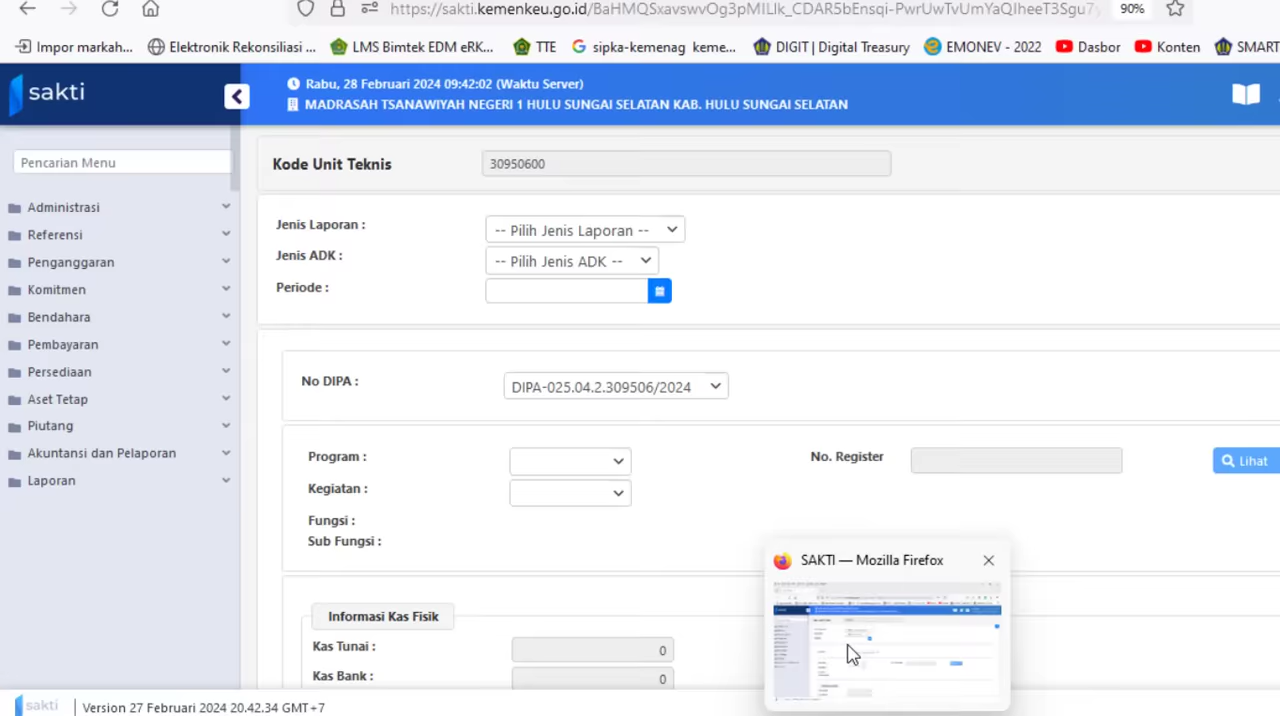 https://sakti.kemenkeu.go.id/BaHMQSxavswvOg3pMILlk_CDAR5bEnsqi-PwrUwTvUmYaQIheeT3Sgu7y
90%
Impor markah...
Elektronik Rekonsiliasi ...
LMS Bimtek EDM eRK...
TTE
sipka-kemenag keme...
DIGIT | Digital Treasury
EMONEV - 2022
Dasbor
Konten
SMART
sakti
Rabu, 28 Februari 2024 09:42:02 (Waktu Server)
MADRASAH TSANAWIYAH NEGERI 1 HULU SUNGAI SELATAN KAB. HULU SUNGAI SELATAN
Pencarian Menu
Administrasi
Referensi
Penganggaran
Komitmen
Bendahara
Pembayaran
Persediaan
Aset Tetap
Piutang
Akuntansi dan Pelaporan
Laporan
Kode Unit Teknis
30950600
Jenis Laporan :
-- Pilih Jenis Laporan --
Jenis ADK :
-- Pilih Jenis ADK --
Periode :
No DIPA :
DIPA-025.04.2.309506/2024
Program :
No. Register
Lihat
Kegiatan :
Fungsi :
Sub Fungsi :
Informasi Kas Fisik
Kas Tunai :
0
Kas Bank :
0
SAKTI — Mozilla Firefox
sakti
Version 27 Februari 2024 20.42.34 GMT+7